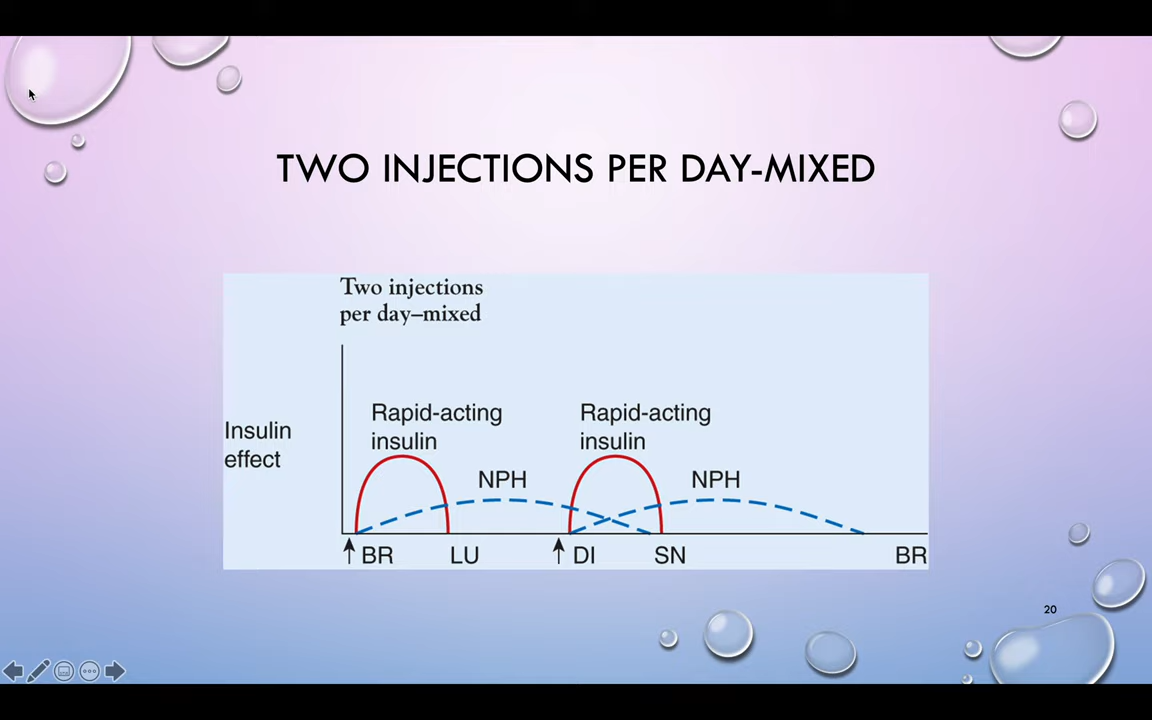 TWO INJECTIONS PER DAY-MIXED
Two injections
per day–mixed
Rapid-acting
insulin
Rapid-acting
insulin
Insulin
effect
NPH
NPH
BR
LU
DI
SN
BR
20